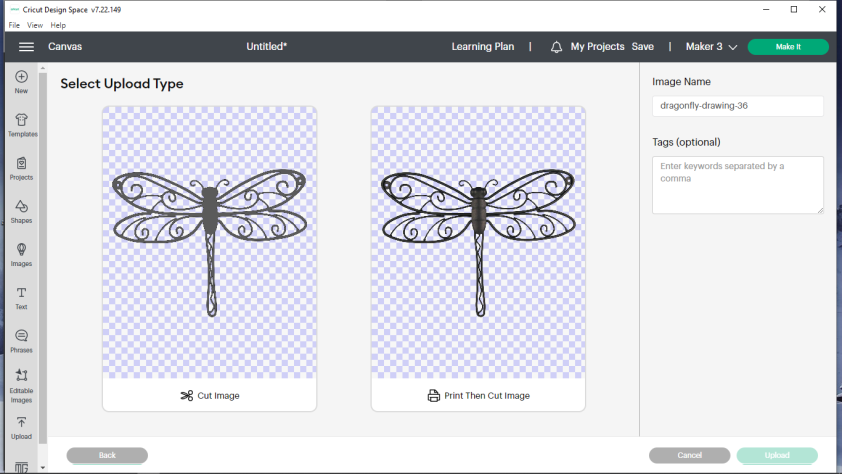 Cricut Design Space v7.22.149
File View Help
Canvas Untitled* Learning Plan | My Projects Save | Maker 3 Make It
New
Templates
Projects
Shapes
Images
Text
Phrases
Editable
Images
Upload
Select Upload Type
Cut Image
Print Then Cut Image
Image Name
dragonfly-drawing-36
Tags (optional)
Enter keywords separated by a
comma
Back Cancel Upload